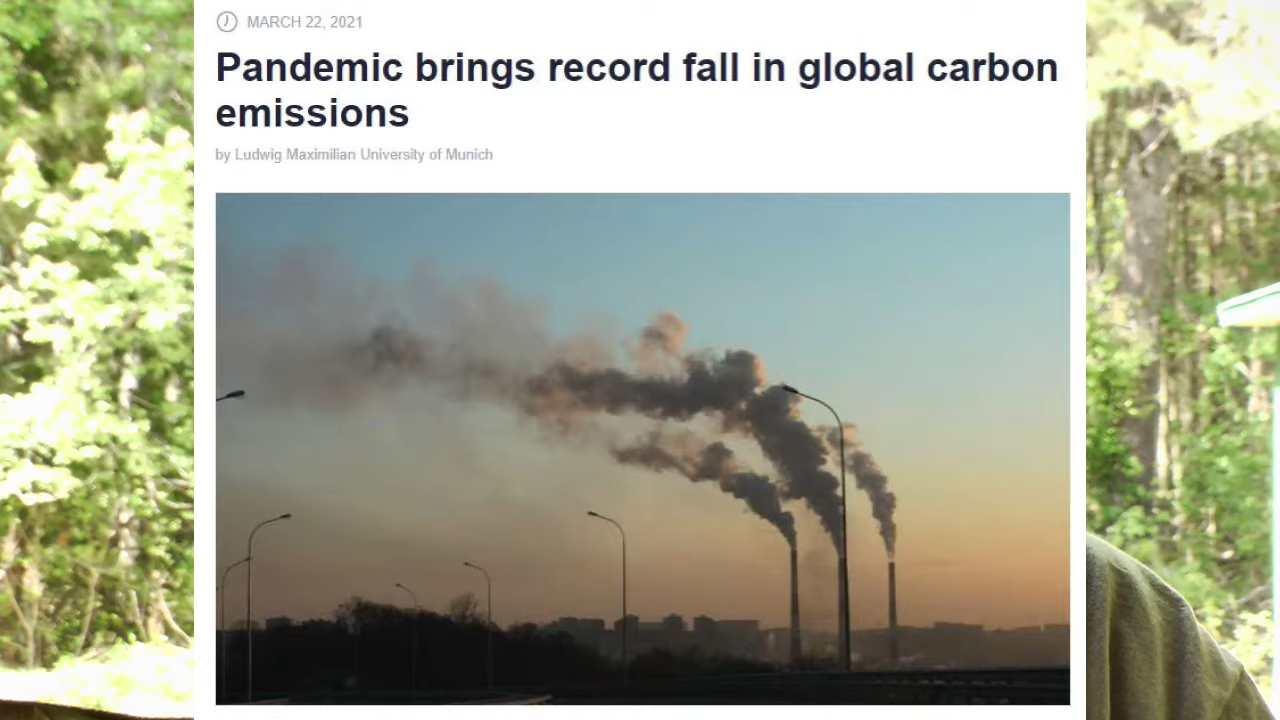 MARCH 22, 2021
Pandemic brings record fall in global carbon
emissions
by Ludwig Maximilian University of Munich